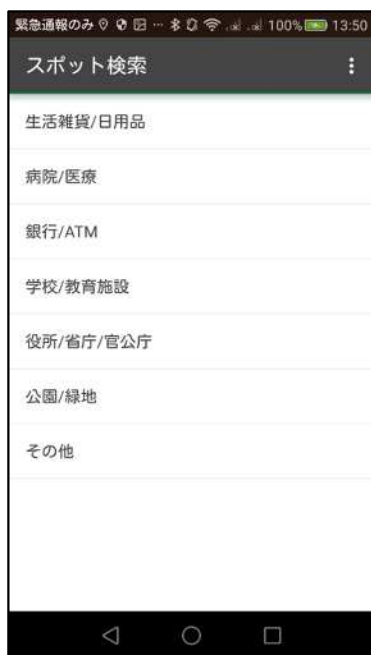 緊急通報のみ 100% 13:50
スポット検索
生活雑貨/日用品
病院/医療
銀行/ATM
学校/教育施設
役所/省庁/官公庁
公園/緑地
その他